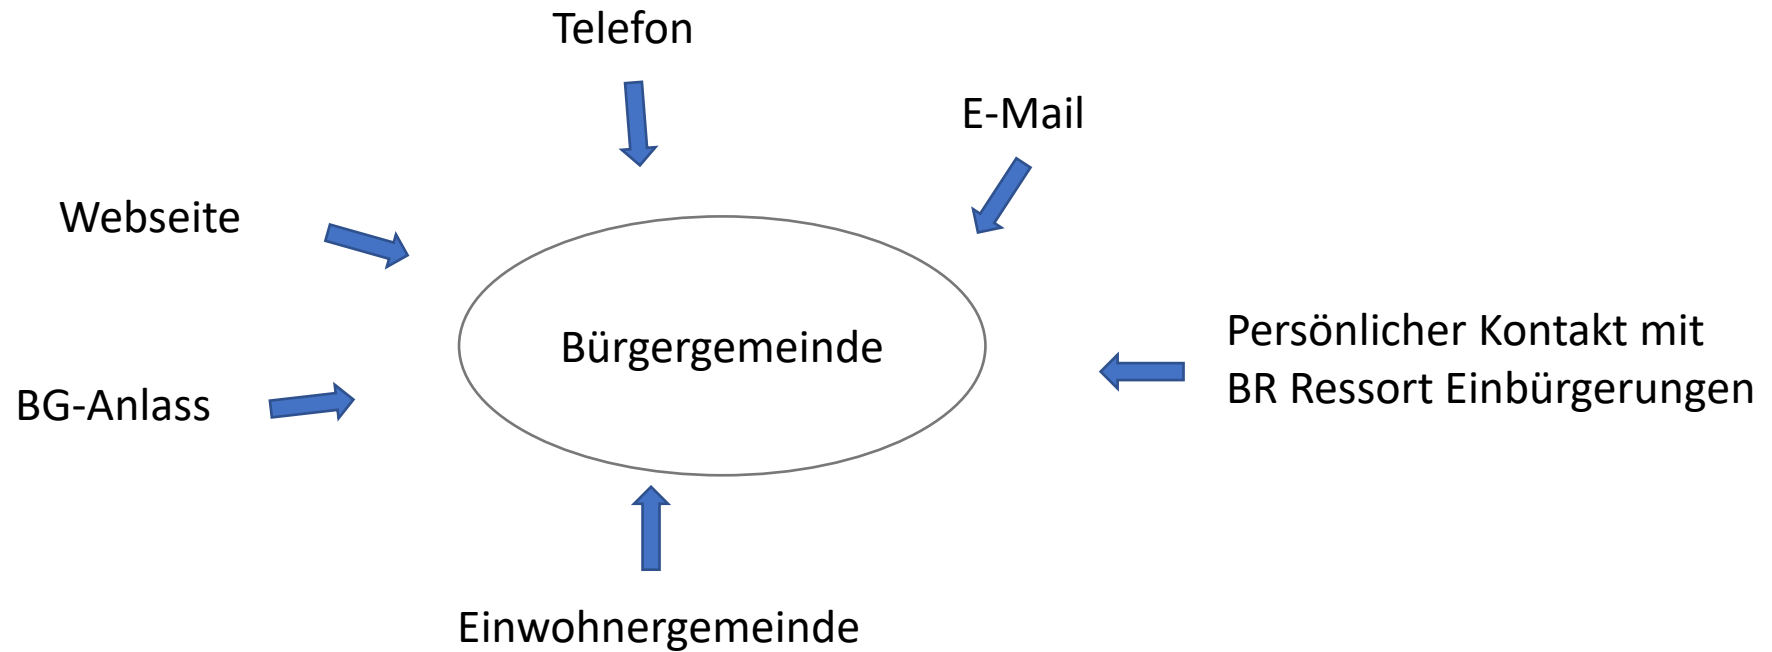 Telefon
E-Mail
Webseite
Bürgergemeinde
Persönlicher Kontakt mit
BR Ressort Einbürgerungen
BG-Anlass
Einwohnergemeinde